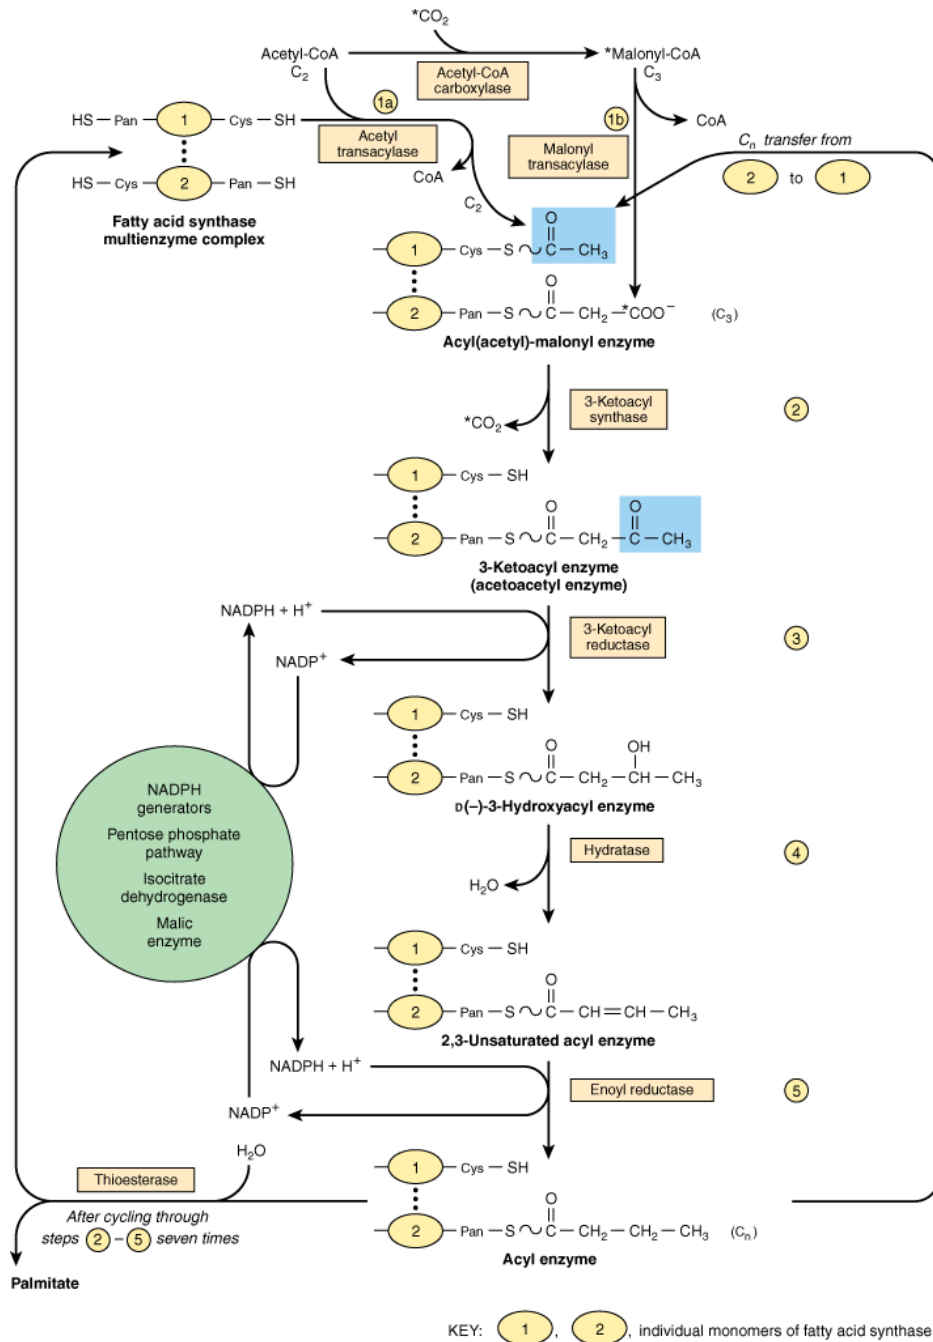 *CO2
Acetyl-CoA
C2
*Malonyl-CoA
C3
Acetyl-CoA
carboxylase
1a
1b
HS — Pan — 1 — Cys — SH
Acetyl
transacylase
Malonyl
transacylase
CoA
CoA
Cn transfer from
2 to 1
HS — Cys — 2 — Pan — SH
Fatty acid synthase
multienzyme complex
C2
O
1 — Cys — S ~ C — CH3
O
2 — Pan — S ~ C — CH2 — *COO− (C3)
Acyl(acetyl)-malonyl enzyme
3-Ketoacyl
synthase
2
*CO2
1 — Cys — SH
O O
2 — Pan — S ~ C — CH2 — C — CH3
3-Ketoacyl enzyme
(acetoacetyl enzyme)
NADPH + H+
3-Ketoacyl
reductase
3
NADP+
1 — Cys — SH
O OH
2 — Pan — S ~ C — CH2 — CH — CH3
D(–)-3-Hydroxyacyl enzyme
NADPH
generators
Pentose phosphate
pathway
Isocitrate
dehydrogenase
Malic
enzyme
Hydratase
4
H2O
1 — Cys — SH
O
2 — Pan — S ~ C — CH=CH — CH3
2,3-Unsaturated acyl enzyme
NADPH + H+
Enoyl reductase
5
NADP+
H2O
Thioesterase
After cycling through
steps 2 – 5 seven times
Palmitate
1 — Cys — SH
O
2 — Pan — S ~ C — CH2 — CH2 — CH3 (Cn)
Acyl enzyme
KEY: 1 , 2 , individual monomers of fatty acid synthase